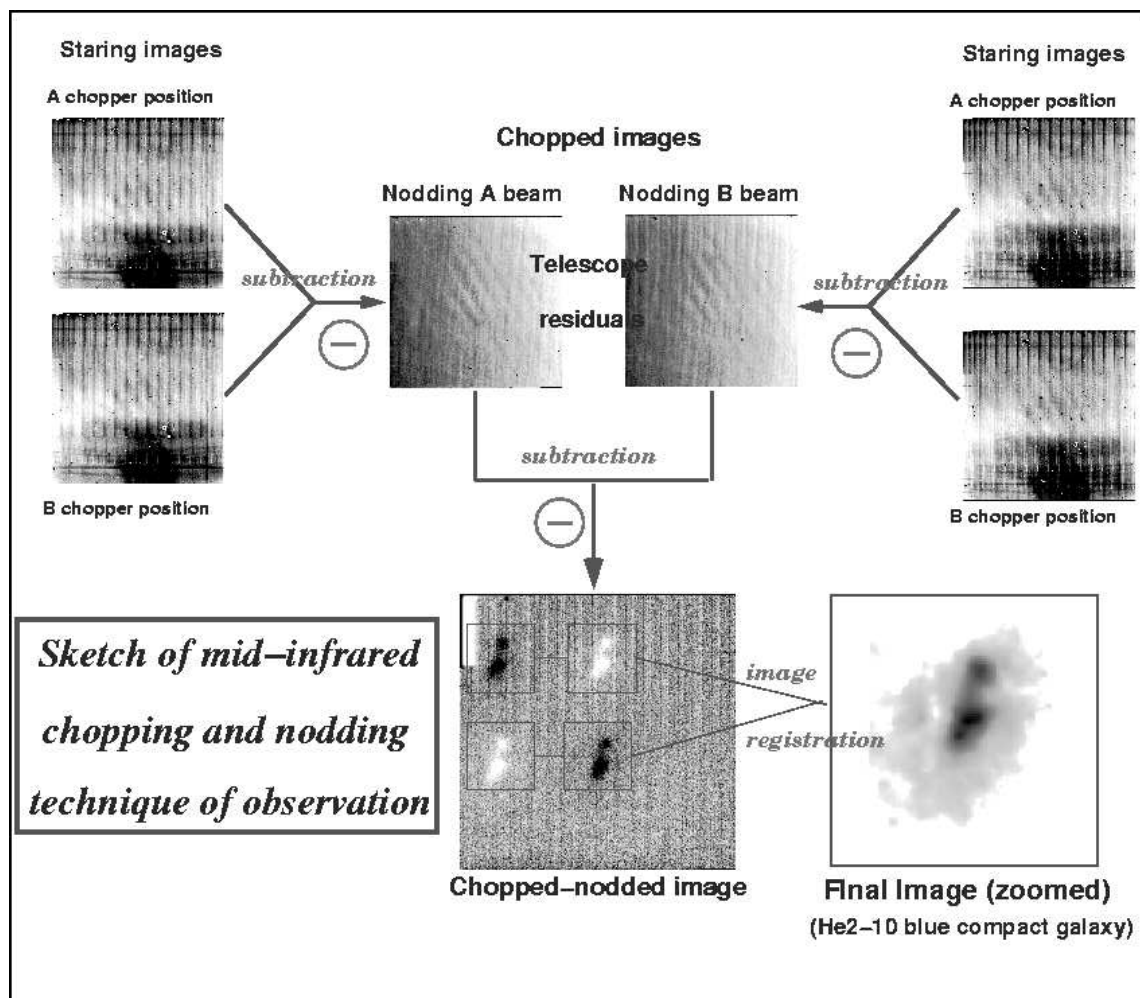 Staring images
A chopper position
B chopper position
Staring images
A chopper position
B chopper position
Chopped images
Nodding A beam
Nodding B beam
Telescope
residuals
subtraction
subtraction
subtraction
Sketch of mid–infrared
chopping and nodding
technique of observation
image
registration
Chopped–nodded image
Final Image (zoomed)
(He2–10 blue compact galaxy)